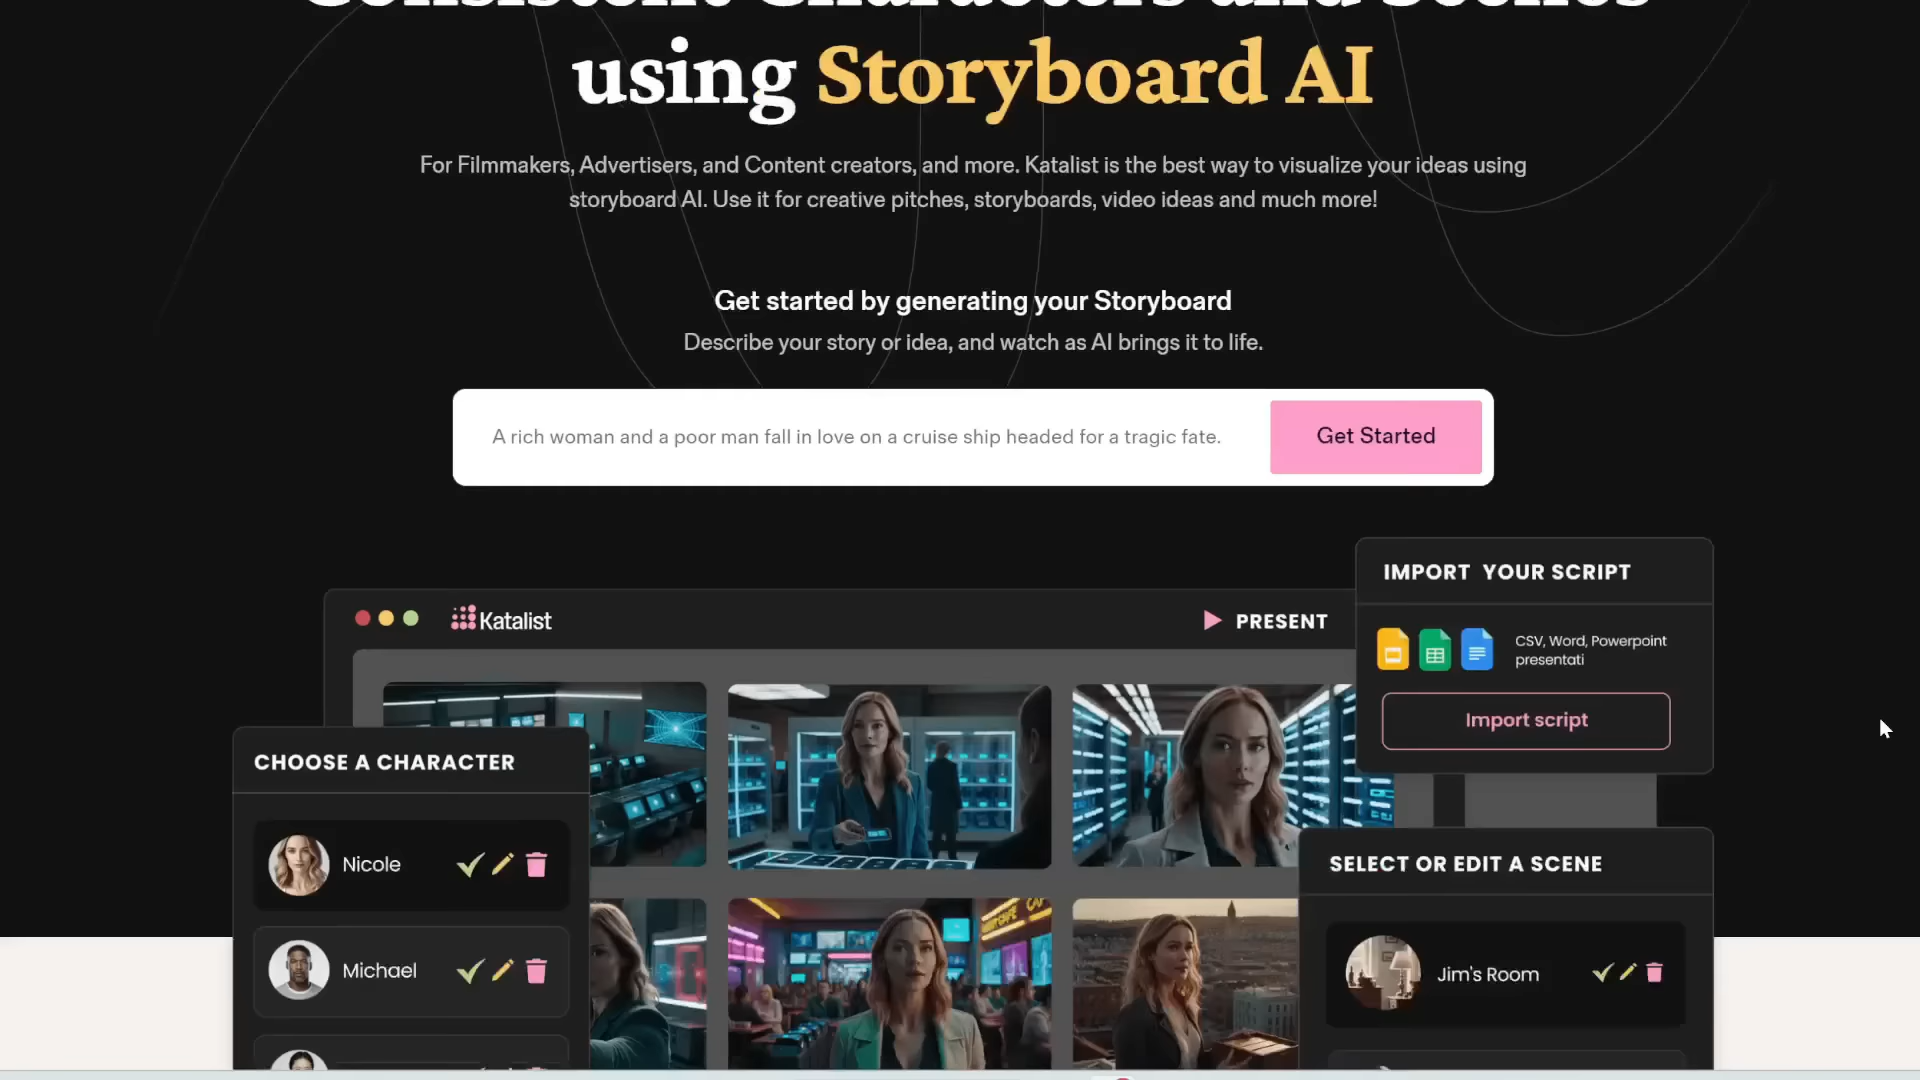 Consistent Characters and Scenes
using Storyboard AI
For Filmmakers, Advertisers, and Content creators, and more. Katalist is the best way to visualize your ideas using
storyboard AI. Use it for creative pitches, storyboards, video ideas and much more!
Get started by generating your Storyboard
Describe your story or idea, and watch as AI brings it to life.
A rich woman and a poor man fall in love on a cruise ship headed for a tragic fate.
Get Started
IMPORT YOUR SCRIPT
Katalist
PRESENT
CSV, Word, Powerpoint
presentati
Import script
CHOOSE A CHARACTER
Nicole
Michael
SELECT OR EDIT A SCENE
Jim's Room